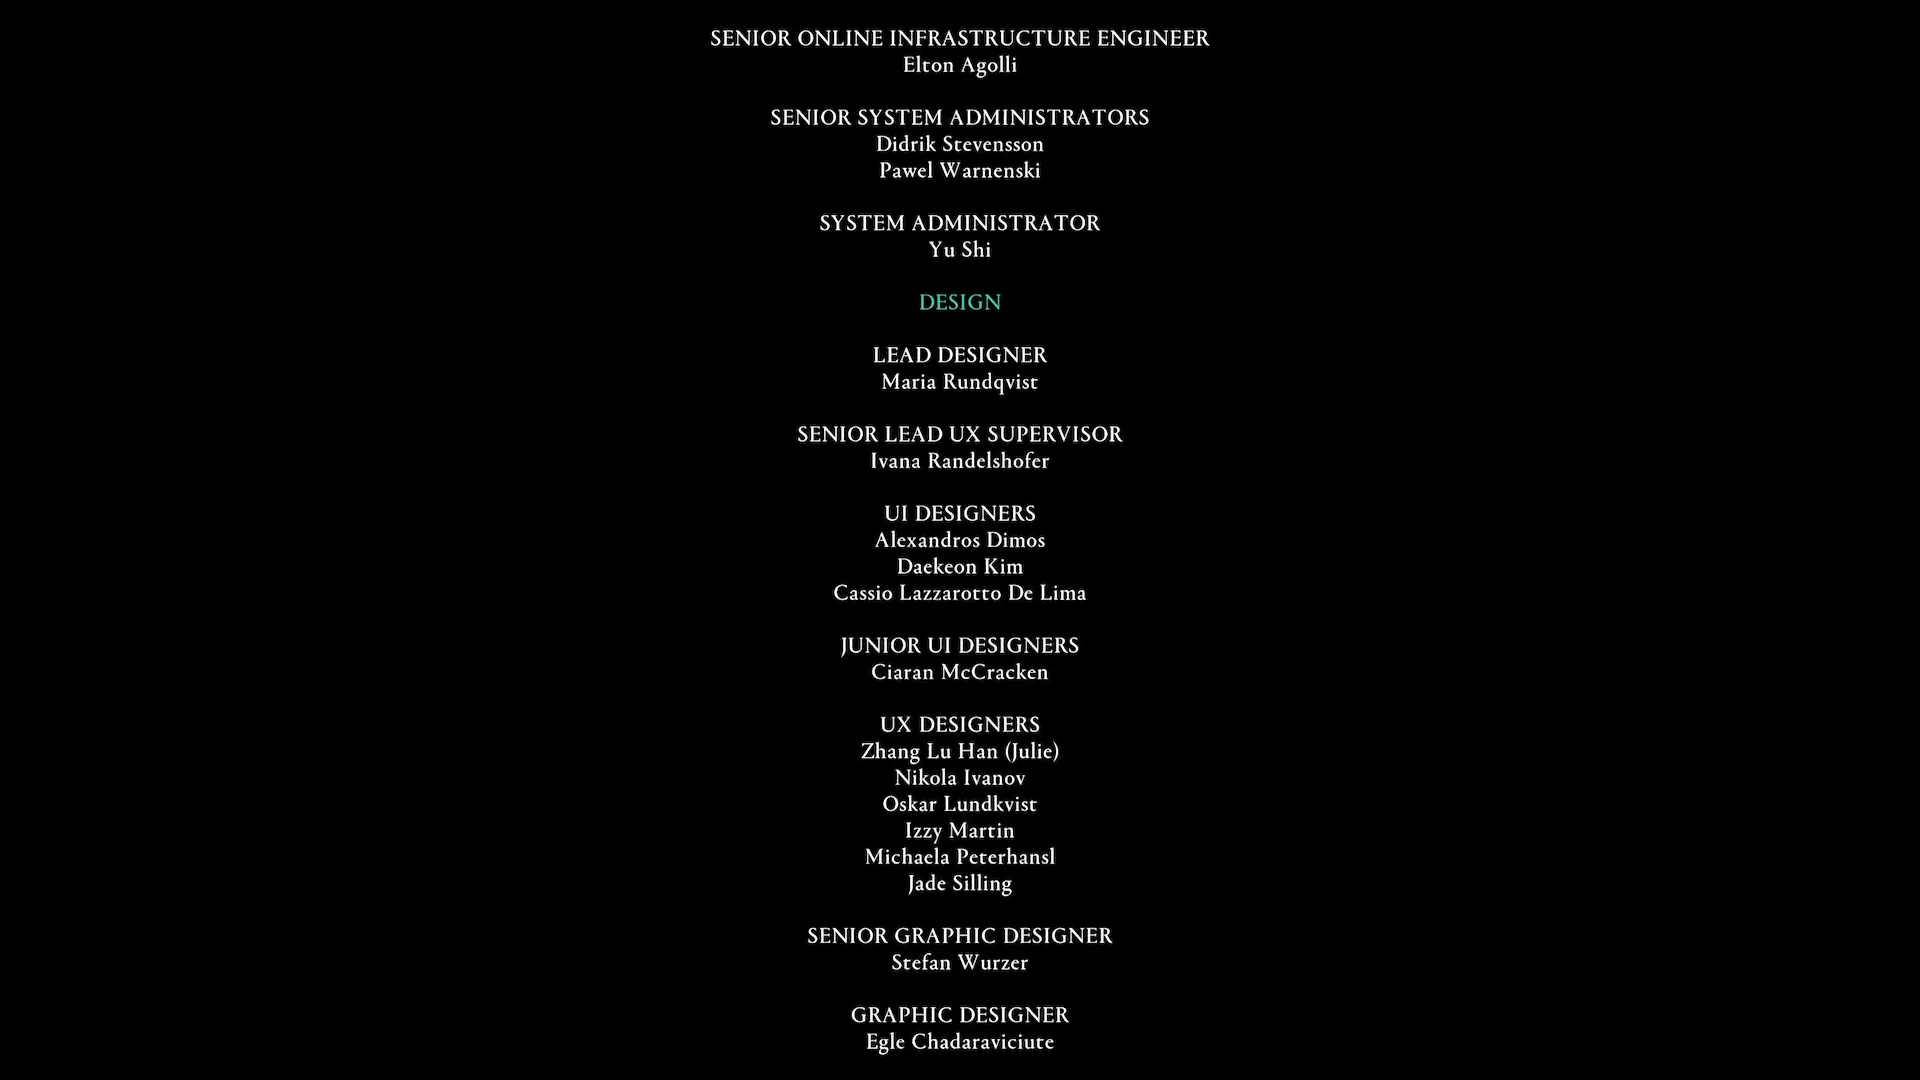 SENIOR ONLINE INFRASTRUCTURE ENGINEER
Elton Agolli
SENIOR SYSTEM ADMINISTRATORS
Didrik Stevensson
Pawel Warnenski
SYSTEM ADMINISTRATOR
Yu Shi
DESIGN
LEAD DESIGNER
Maria Rundqvist
SENIOR LEAD UX SUPERVISOR
Ivana Randelshofer
UI DESIGNERS
Alexandros Dimos
Daekeon Kim
Cassio Lazzarotto De Lima
JUNIOR UI DESIGNERS
Ciaran McCracken
UX DESIGNERS
Zhang Lu Han (Julie)
Nikola Ivanov
Oskar Lundkvist
Izzy Martin
Michaela Peterhansl
Jade Silling
SENIOR GRAPHIC DESIGNER
Stefan Wurzer
GRAPHIC DESIGNER
Egle Chadaraviciute